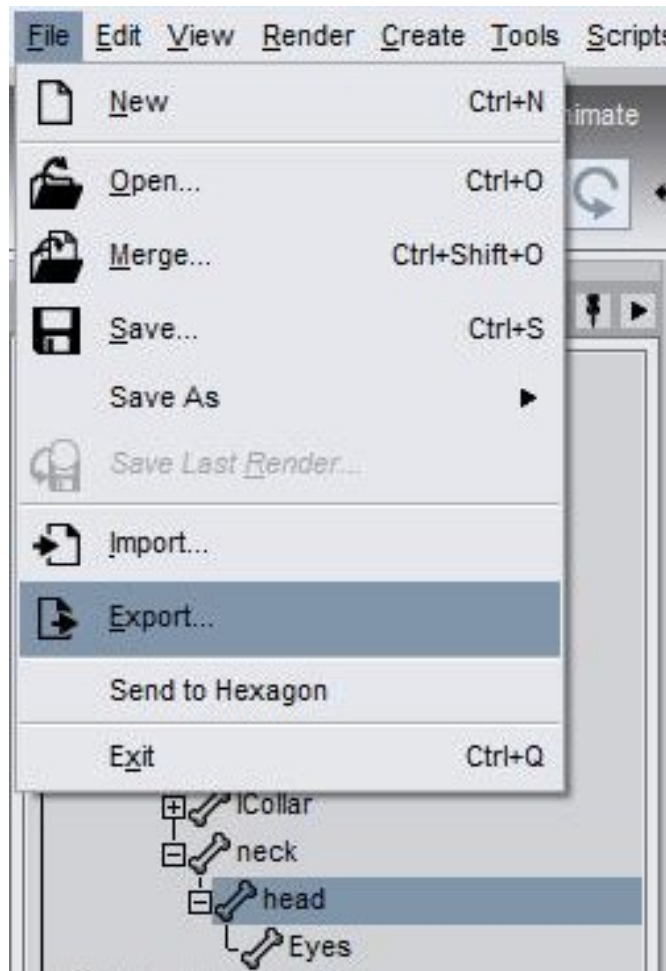 File Edit View Render Create Tools Scripts
New Ctrl+N
nimate
Open... Ctrl+O
Merge... Ctrl+Shift+O
Save... Ctrl+S
Save As
Save Last Render...
Import...
Export...
Send to Hexagon
Exit Ctrl+Q
lCollar
neck
head
Eyes